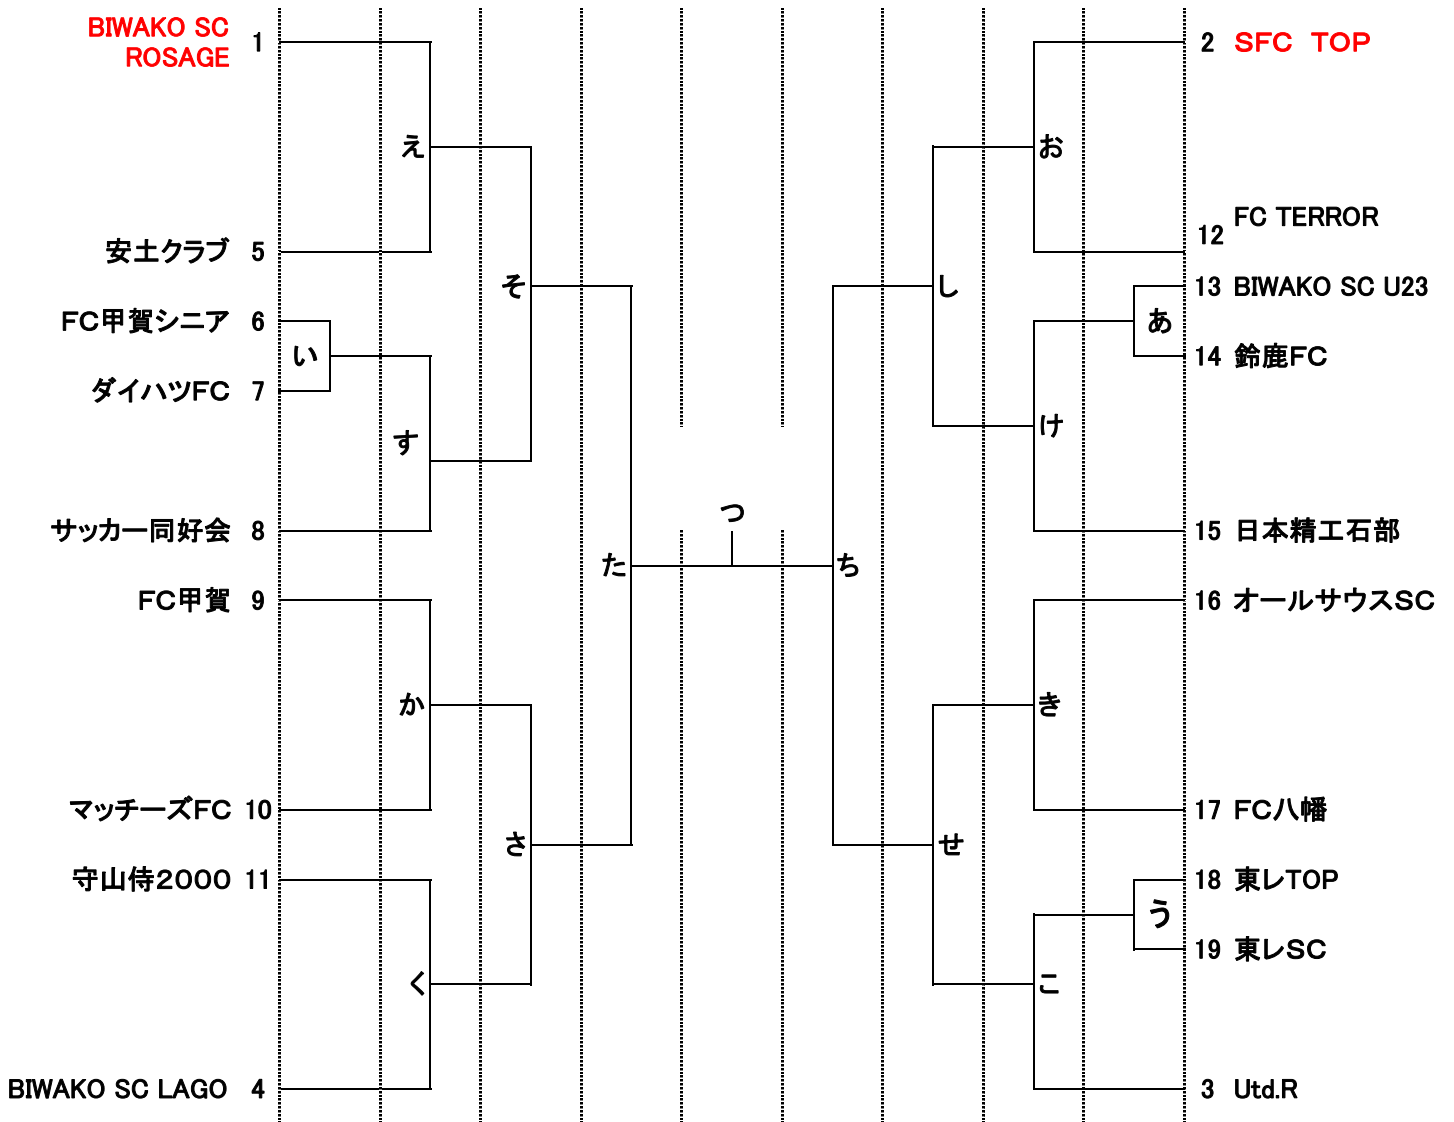 BIWAKO SC
ROSAGE 1
え
安土クラブ 5
そ
FC甲賀シニア 6
い
ダイハツFC 7
す
サッカー同好会 8
た
FC甲賀 9
か
マッチーズFC 10
さ
守山侍2000 11
く
BIWAKO SC LAGO 4
つ
2 SFC TOP
お
12 FC TERROR
し
13 BIWAKO SC U23
あ
14 鈴鹿FC
け
15 日本精工石部
ち
16 オールサウスSC
き
17 FC八幡
せ
18 東レTOP
う
19 東レSC
こ
3 Utd.R